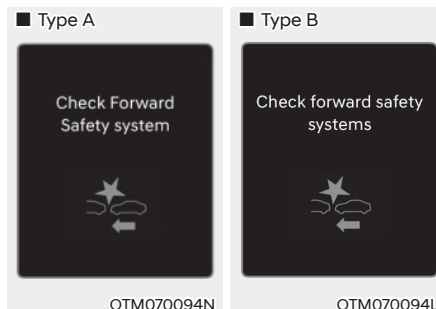 ■ Type A
Check Forward
Safety system
OTM070094N
■ Type B
Check forward safety
systems
OTM070094L